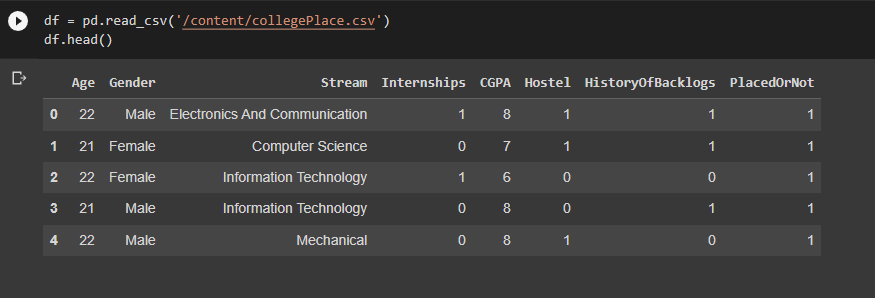 df = pd.read_csv('/content/collegePlace.csv')
df.head()
Age Gender Stream Internships CGPA Hostel HistoryOfBacklogs PlacedOrNot
0 22 Male Electronics And Communication 1 8 1 1 1
1 21 Female Computer Science 0 7 1 1 1
2 22 Female Information Technology 1 6 0 0 1
3 21 Male Information Technology 0 8 0 1 1
4 22 Male Mechanical 0 8 1 0 1